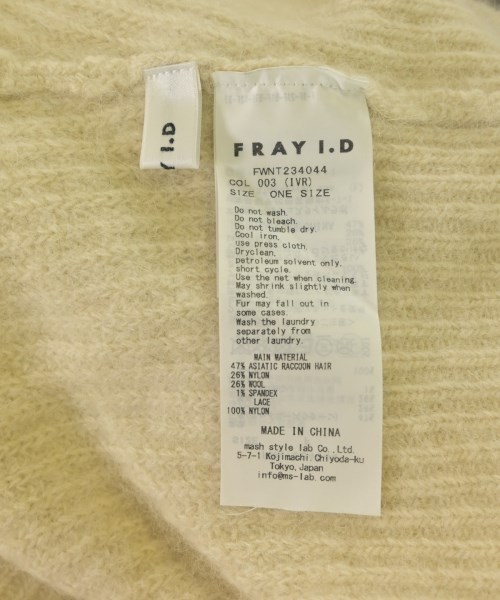 Y I.D
FRAY I.D
FWNT234044
COL 003 (IVR)
SIZE ONE SIZE
Do not wash.
Do not bleach.
Do not tumble dry.
Cool iron,
use press cloth
Dryclean,
petroleum solvent only,
short cycle.
Use the net when cleaning.
May shrink slightly when
washed.
Fur may fall out in
some cases.
Wash the laundry
separately from
other laundry.
MAIN MATERIAL
47% ASIATIC RACCOON HAIR
26% NYLON
26% WOOL
1% SPANDEX
LACE
100% NYLON
MADE IN CHINA
mash style lab Co.,Ltd.
5-7-1 Kojimachi Chiyoda-ku
Tokyo,Japan
info@ms-lab.com